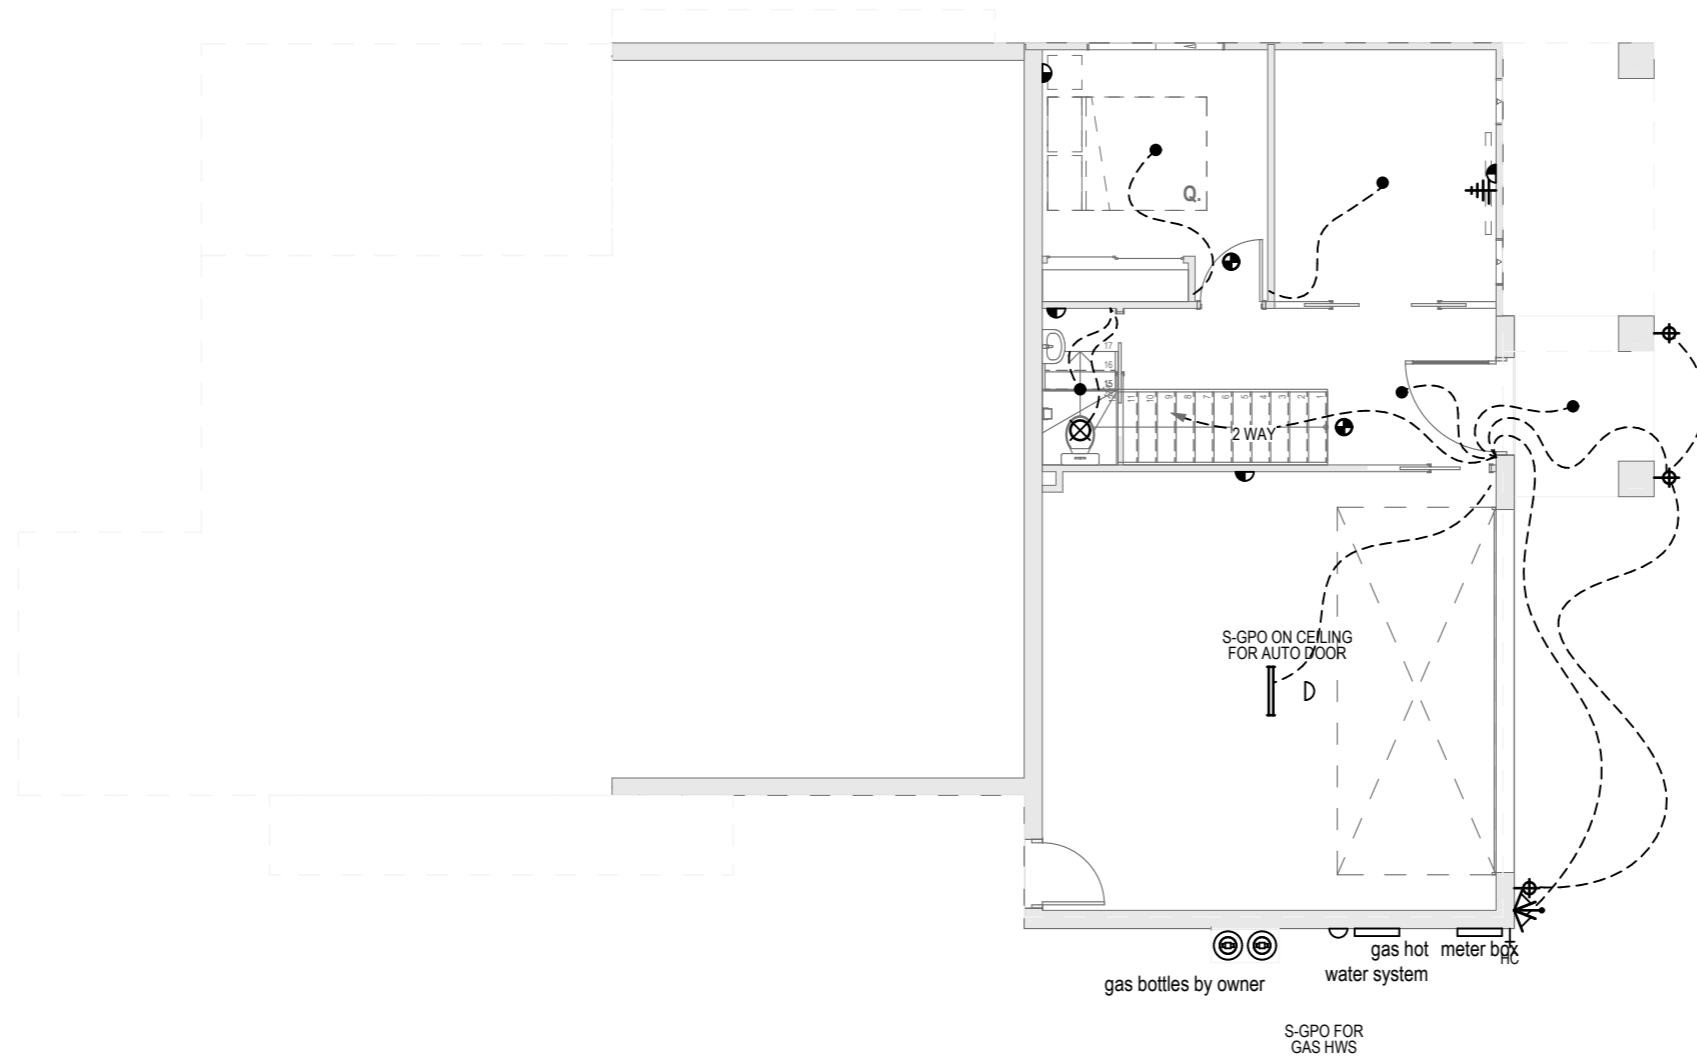 Q.
17
16
15
11
10
9
8
7
6
5
4
3
2
1
2 WAY
S-GPO ON CEILING
FOR AUTO DOOR
gas hot
water system
meter box
HC
gas bottles by owner
S-GPO FOR
GAS HWS